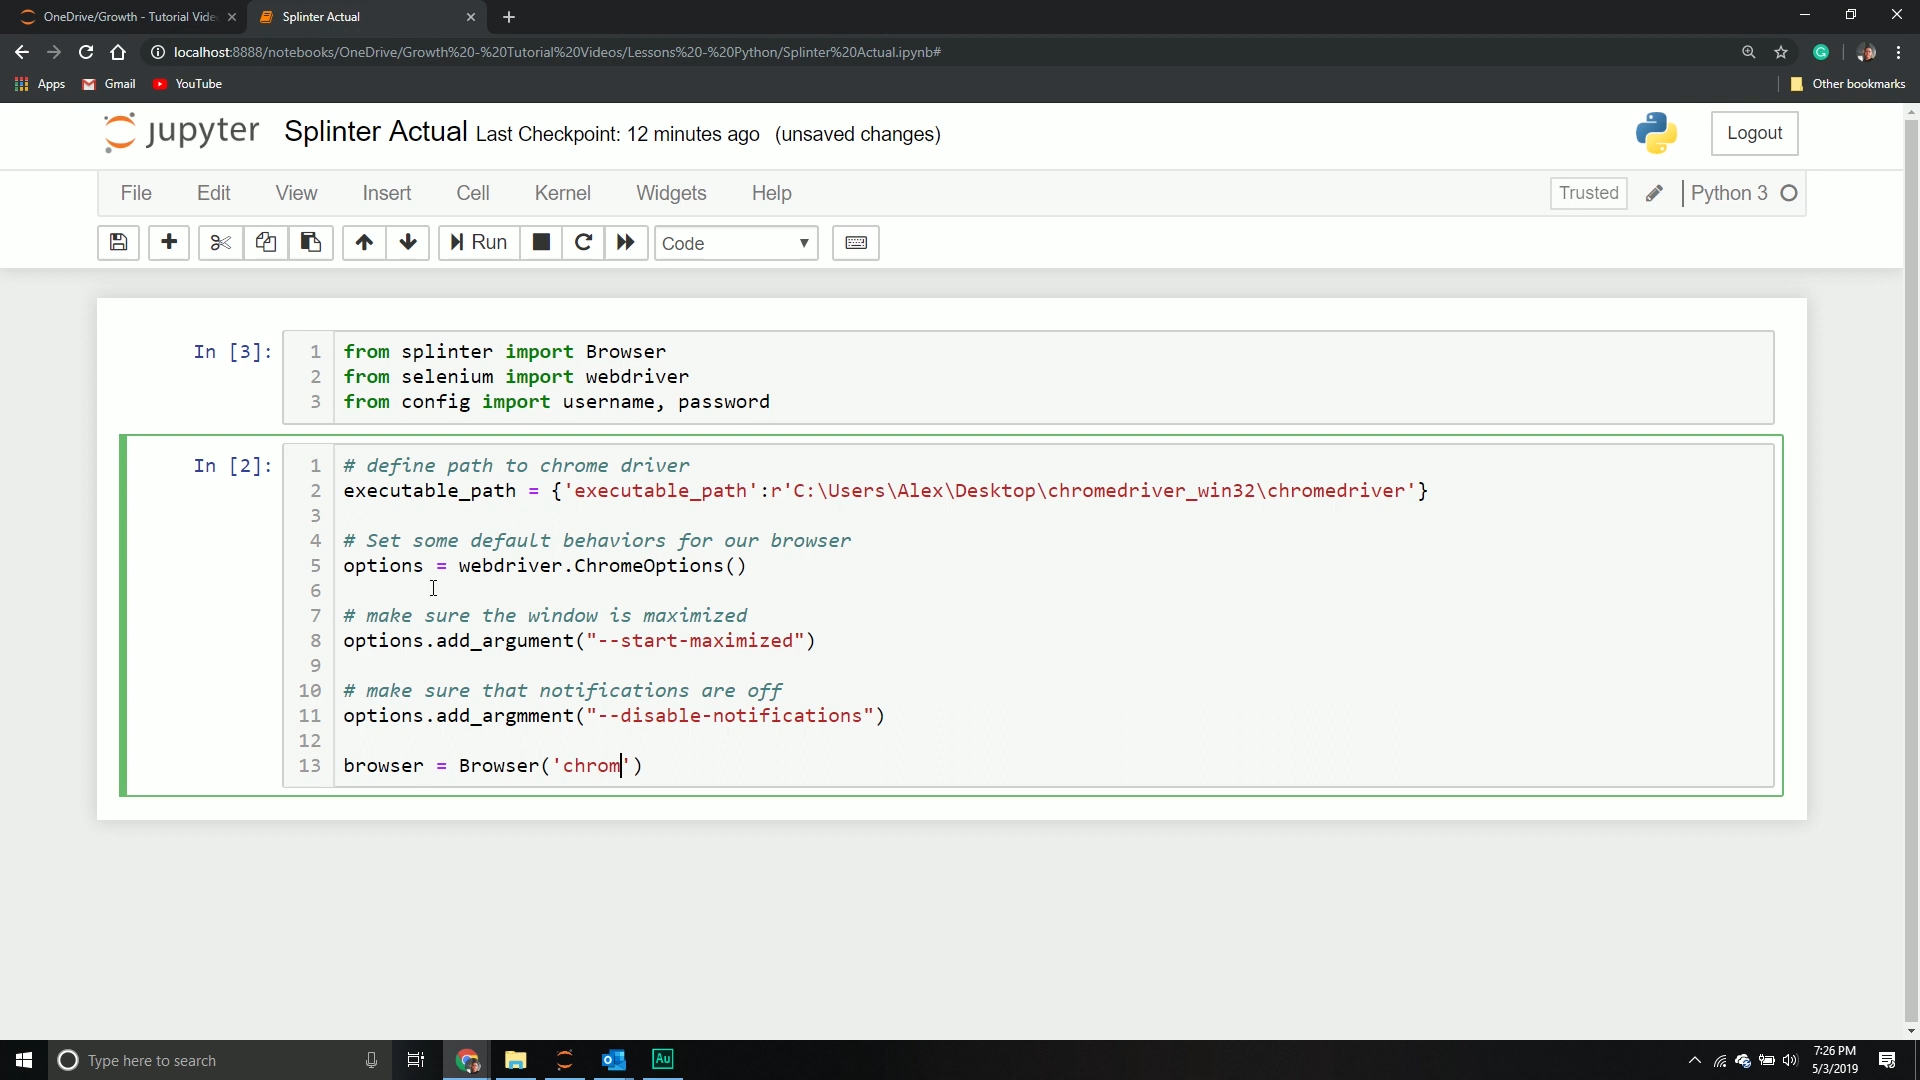 OneDrive/Growth - Tutorial Vide
Splinter Actual
localhost:8888/notebooks/OneDrive/Growth%20-%20Tutorial%20Videos/Lessons%20-%20Python/Splinter%20Actual.ipynb#
Apps Gmail YouTube Other bookmarks
jupyter Splinter Actual Last Checkpoint: 12 minutes ago (unsaved changes) Logout
File Edit View Insert Cell Kernel Widgets Help Trusted Python 3
Run Code
In [3]:
1 from splinter import Browser
2 from selenium import webdriver
3 from config import username, password
In [2]:
1 # define path to chrome driver
2 executable_path = {'executable_path':r'C:\Users\Alex\Desktop\chromedriver_win32\chromedriver'}
3
4 # Set some default behaviors for our browser
5 options = webdriver.ChromeOptions()
6
7 # make sure the window is maximized
8 options.add_argument("--start-maximized")
9
10 # make sure that notifications are off
11 options.add_argmment("--disable-notifications")
12
13 browser = Browser('chrom')
Type here to search
Au
7:26 PM
5/3/2019